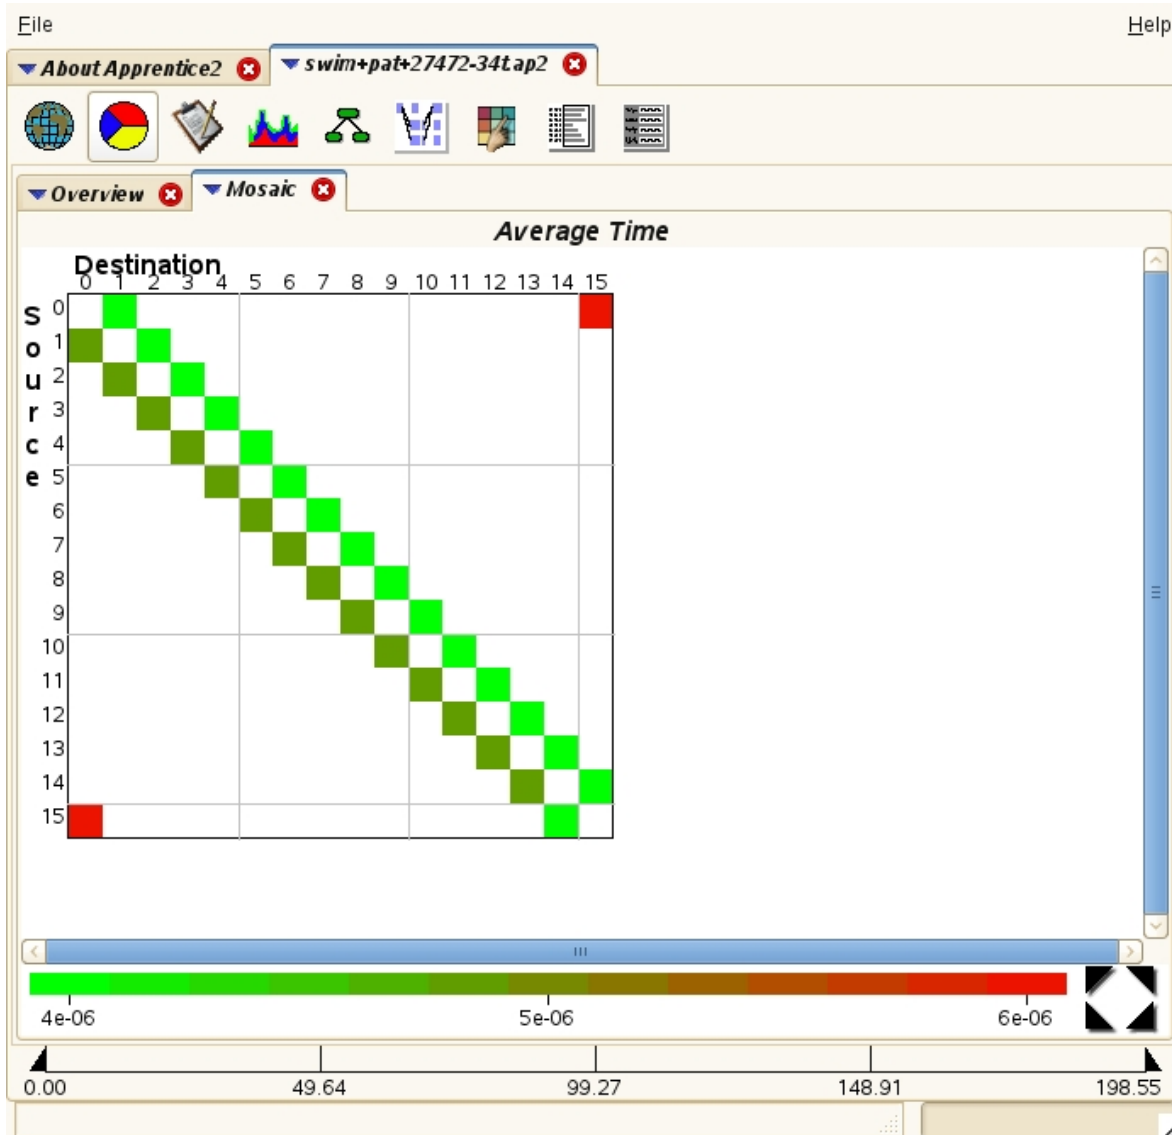 File Help
About Apprentice2 swim+pat+27472-34t.ap2
Overview Mosaic
Average Time
Destination
0 1 2 3 4 5 6 7 8 9 10 11 12 13 14 15
Source
0
1
2
3
4
5
6
7
8
9
10
11
12
13
14
15
4e-06 5e-06 6e-06
0.00 49.64 99.27 148.91 198.55